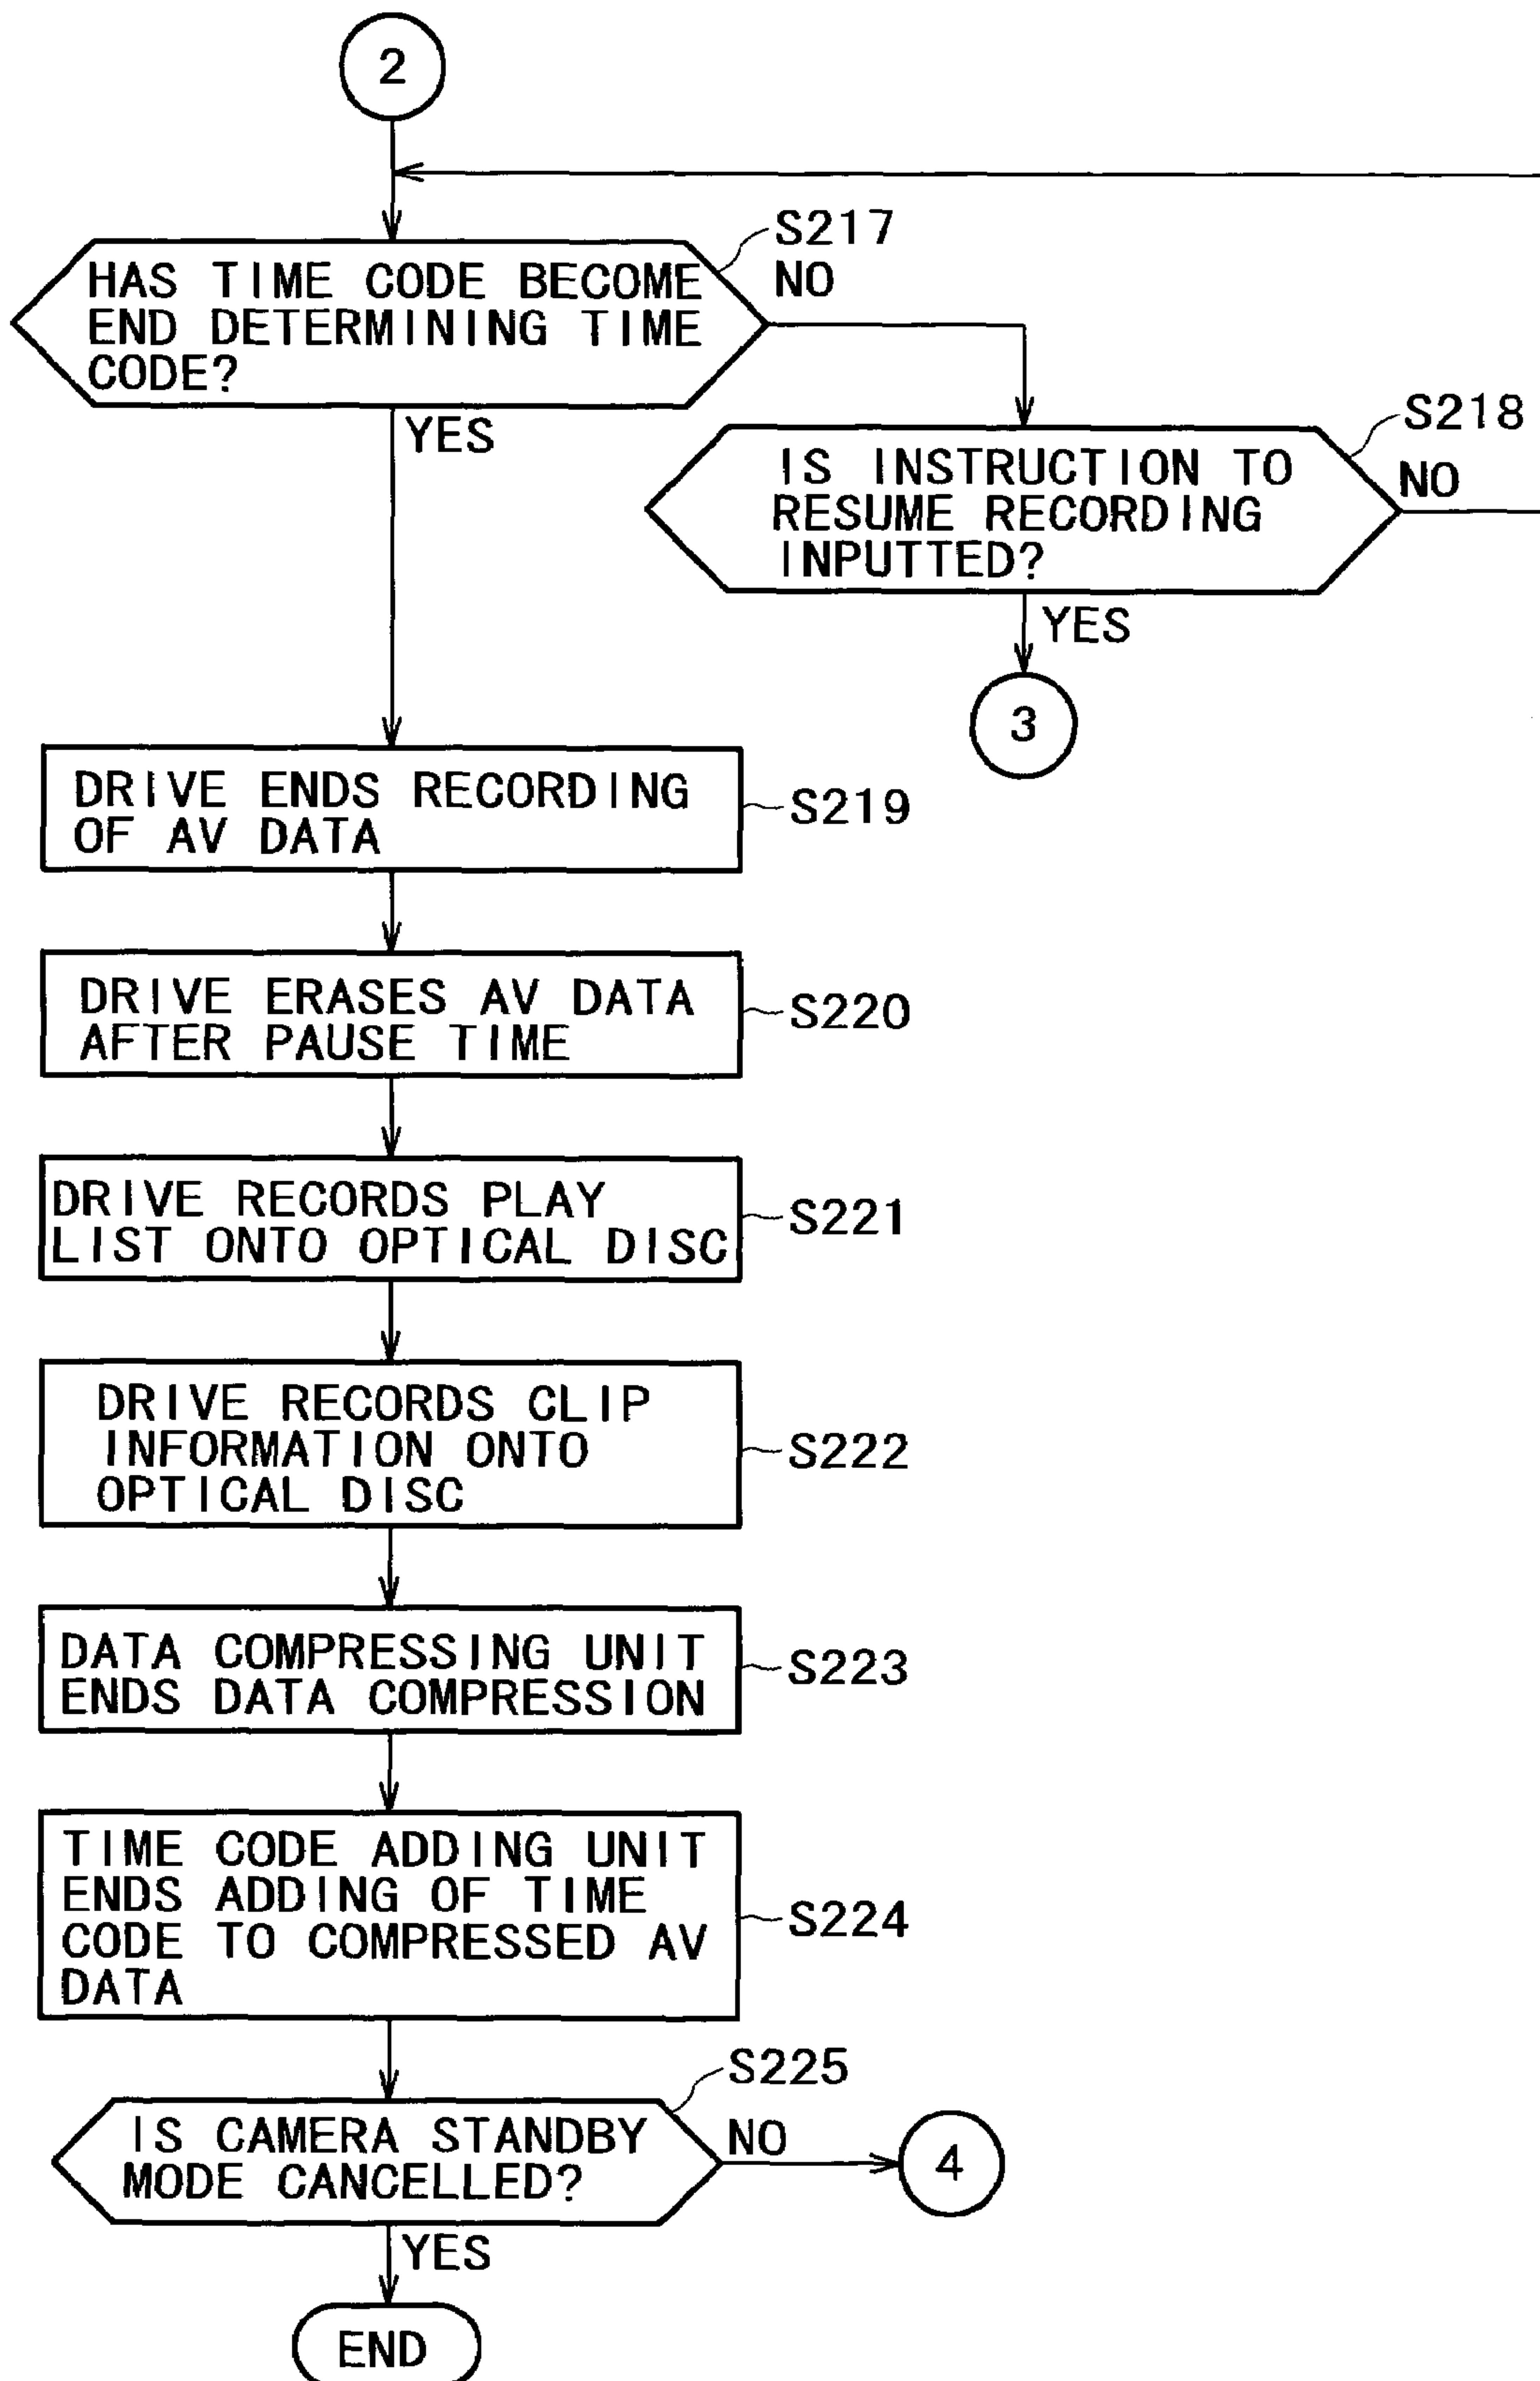 2
S217
HAS TIME CODE BECOME
END DETERMINING TIME
CODE?
NO
YES
S218
IS INSTRUCTION TO
RESUME RECORDING
INPUTTED?
NO
YES
3
DRIVE ENDS RECORDING
OF AV DATA
S219
DRIVE ERASES AV DATA
AFTER PAUSE TIME
S220
DRIVE RECORDS PLAY
LIST ONTO OPTICAL DISC
S221
DRIVE RECORDS CLIP
INFORMATION ONTO
OPTICAL DISC
S222
DATA COMPRESSING UNIT
ENDS DATA COMPRESSION
S223
TIME CODE ADDING UNIT
ENDS ADDING OF TIME
CODE TO COMPRESSED AV
DATA
S224
S225
IS CAMERA STANDBY
MODE CANCELLED?
NO
4
YES
END